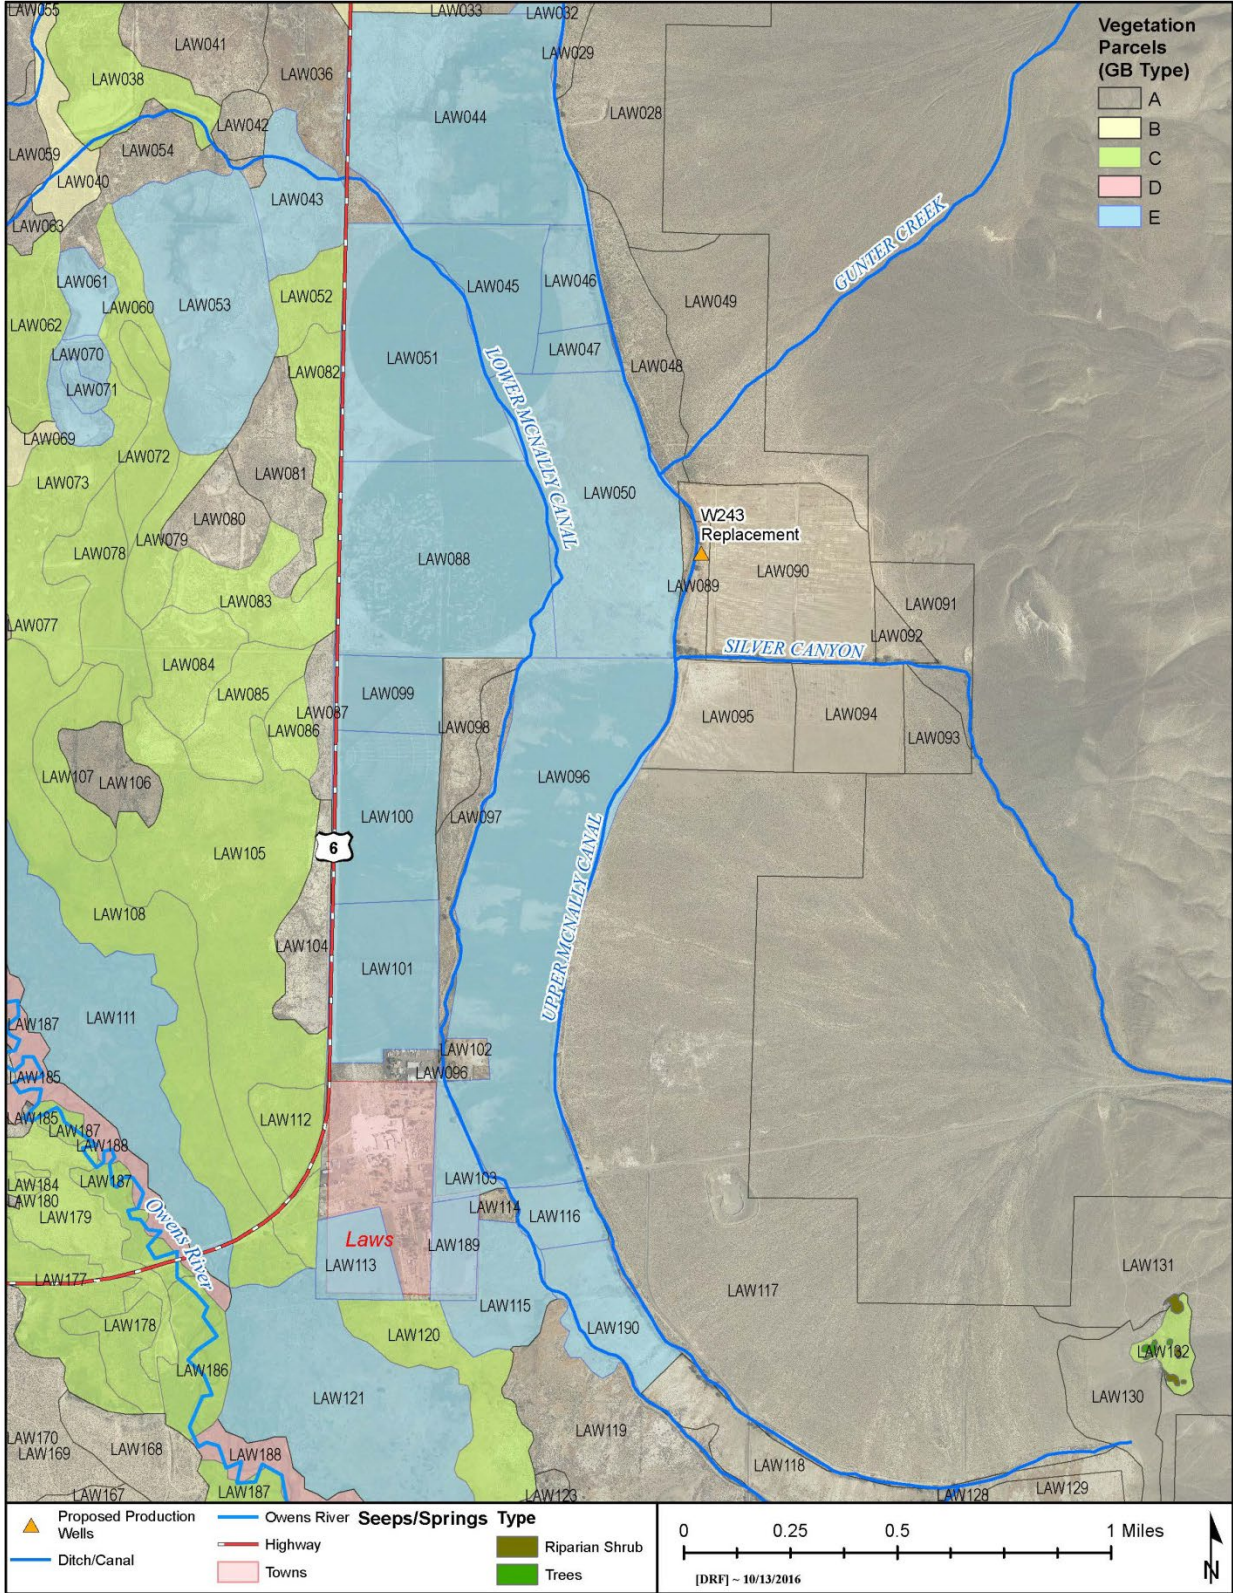 LAW055
LAW033
LAW032
LAW041
LAW029
LAW036
LAW038
LAW044
LAW028
LAW042
LAW054
LAW059
LAW040
LAW043
LAW063
GUNTER CREEK
LAW061
LAW046
LAW045
LAW052
LAW049
LAW060
LAW053
LAW062
LAW047
LAW070
LAW051
LAW048
LAW082
LAW071
LOWER MCNALLY CANAL
LAW069
LAW072
LAW081
LAW073
LAW050
LAW080
W243
Replacement
LAW079
LAW078
LAW088
LAW090
LAW089
LAW083
LAW091
LAW077
LAW092
SILVER CANYON
LAW084
LAW099
LAW085
LAW087
LAW095
LAW094
LAW098
LAW086
LAW093
LAW107
LAW106
LAW096
LAW100
LAW097
6
LAW105
UPPER MCNALLY CANAL
LAW108
LAW104
LAW101
LAW111
LAW187
LAW102
LAW096
LAW185
LAW185
LAW112
LAW187
LAW188
LAW103
LAW184
LAW187
LAW180
LAW114
LAW116
LAW179
Owens River
Laws
LAW189
LAW113
LAW131
LAW177
LAW117
LAW115
LAW178
LAW190
LAW120
LAW132
LAW186
LAW121
LAW130
LAW119
LAW170
LAW168
LAW169
LAW188
LAW118
LAW167
LAW187
LAW123
LAW128
LAW129
Vegetation
Parcels
(GB Type)
A
B
C
D
E
Proposed Production
Wells
Ditch/Canal
Owens River
Highway
Towns
Seeps/Springs Type
Riparian Shrub
Trees
0 0.25 0.5 1 Miles
[DRF] ~ 10/13/2016
N